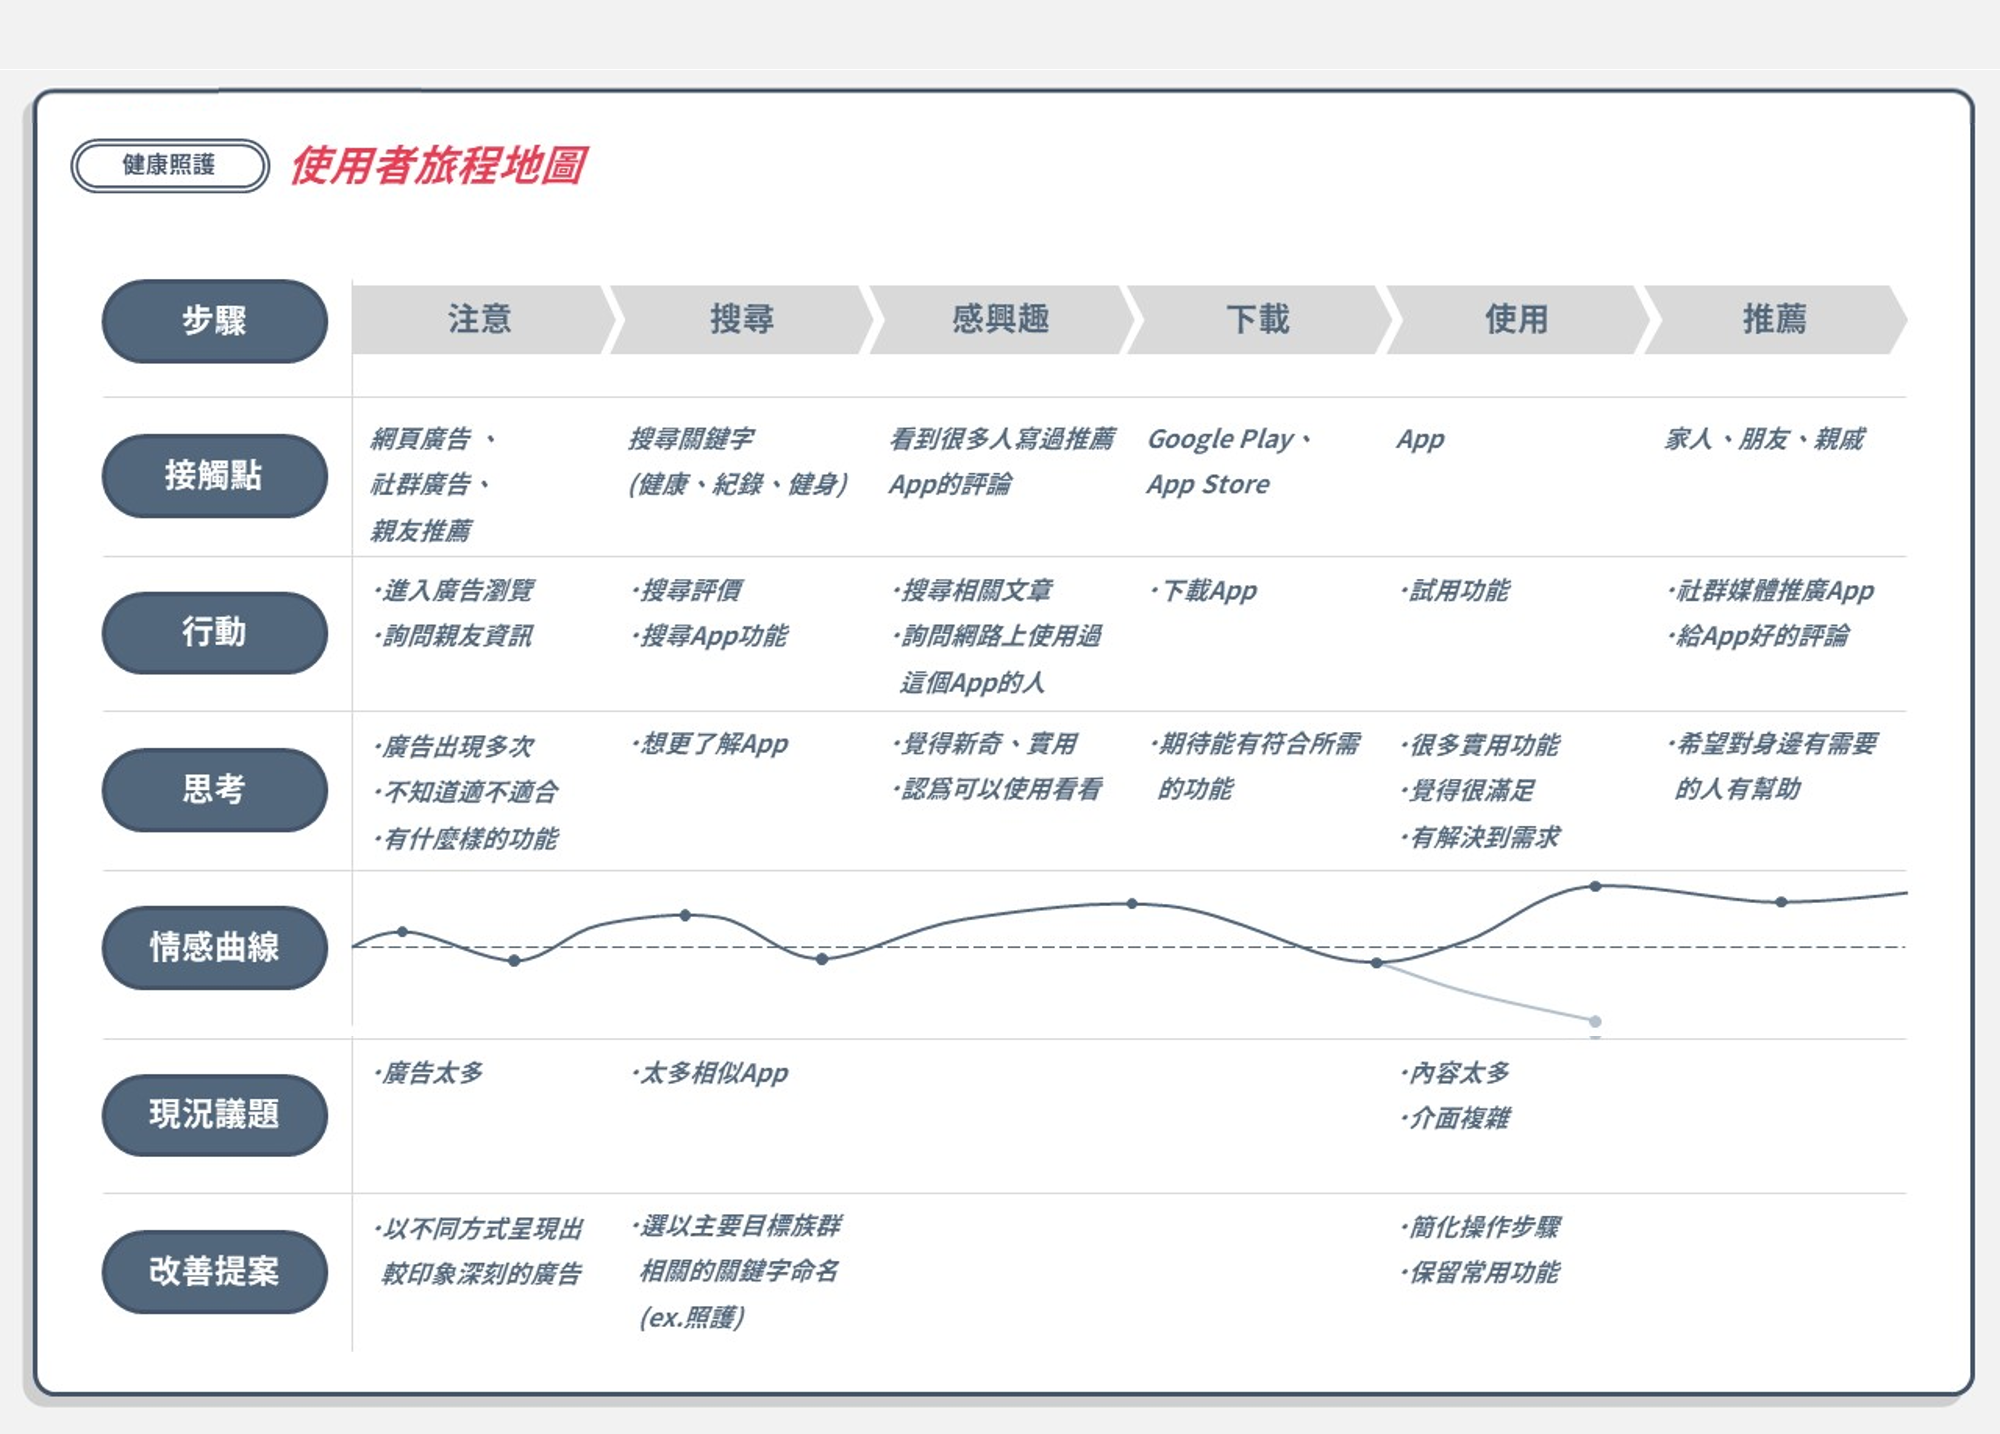 健康照護
使用者旅程地圖
步驟
注意
搜尋
感興趣
下載
使用
推薦
接觸點
網頁廣告、
社群廣告、
親友推薦
搜尋關鍵字
(健康、紀錄、健身)
看到很多人寫過推薦
App的評論
Google Play、
App Store
App
家人、朋友、親戚
行動
·進入廣告瀏覽
·詢問親友資訊
·搜尋評價
·搜尋App功能
·搜尋相關文章
·詢問網路上使用過
這個App的人
·下載App
·試用功能
·社群媒體推廣App
·給App好的評論
思考
·廣告出現多次
·不知道適不適合
·有什麼樣的功能
·想更了解App
·覺得新奇、實用
·認為可以使用看看
·期待能有符合所需
的功能
·很多實用功能
·覺得很滿足
·有解決到需求
·希望對身邊有需要
的人有幫助
情感曲線
現況議題
·廣告太多
·太多相似App
·內容太多
·介面複雜
改善提案
·以不同方式呈現出
較印象深刻的廣告
·選以主要目標族群
相關的關鍵字命名
(ex.照護)
·簡化操作步驟
·保留常用功能